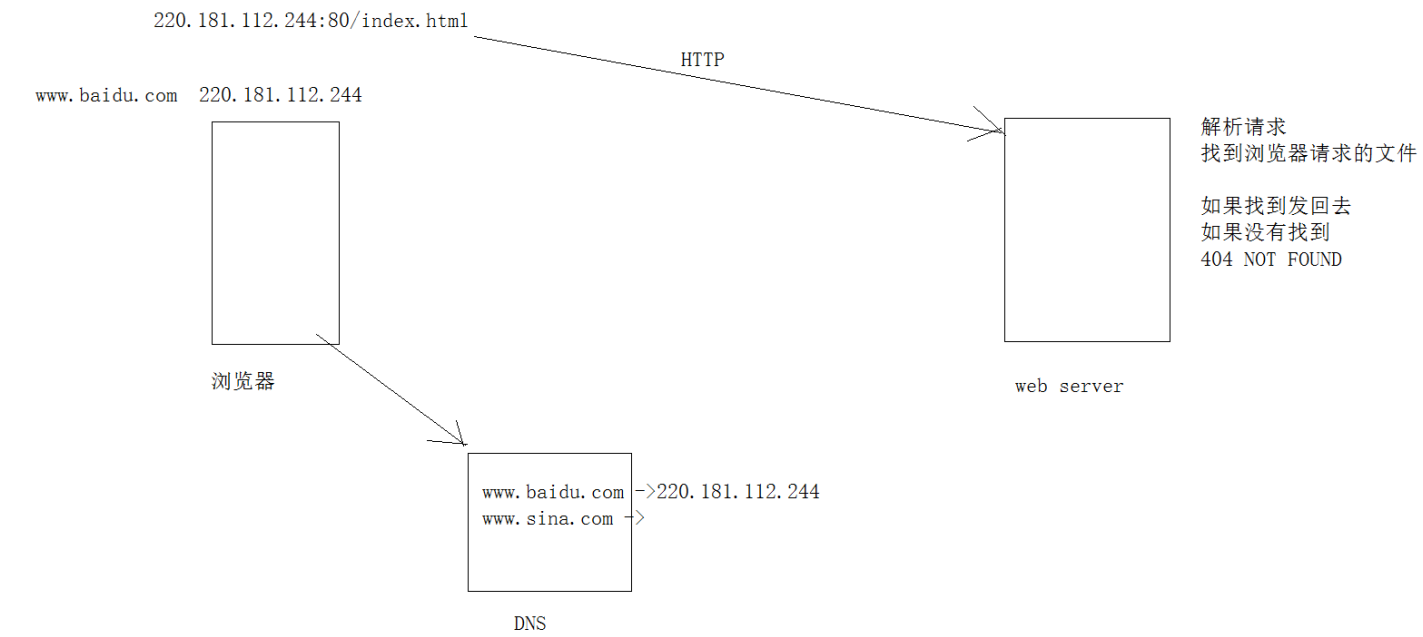 220.181.112.244:80/index.html
HTTP
www.baidu.com  220.181.112.244
解析请求
找到浏览器请求的文件
如果找到发回去
如果没有找到
404 NOT FOUND
浏览器
web server
www.baidu.com ->220.181.112.244
www.sina.com ->
DNS